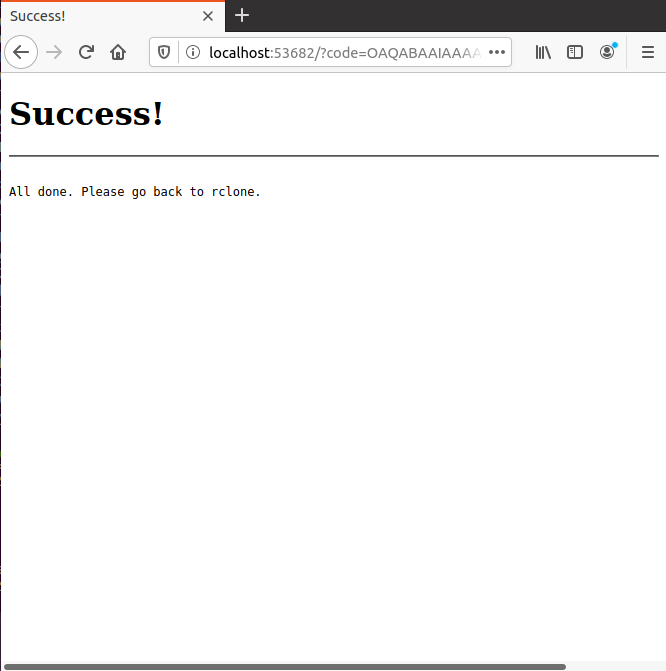 Success!
localhost:53682/?code=OAQABAAIAAAA
Success!
All done. Please go back to rclone.